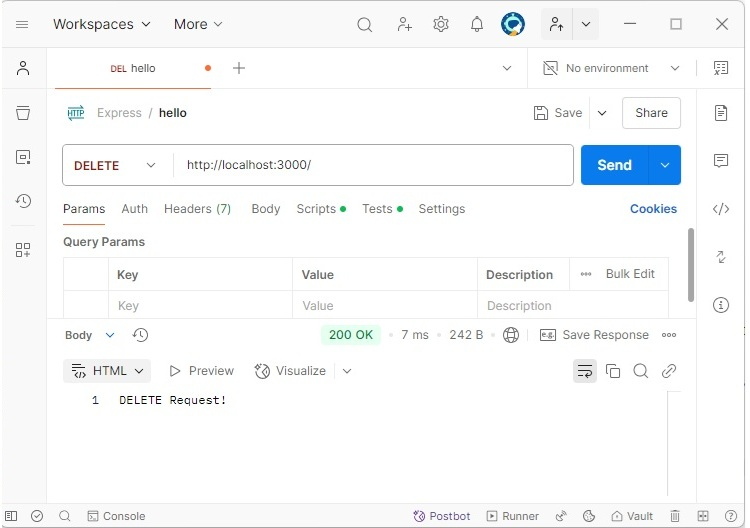 Workspaces More
DEL hello No environment
HTTP Express / hello Save Share
DELETE http://localhost:3000/ Send
Params Auth Headers (7) Body Scripts Tests Settings Cookies
Query Params
Key Value Description Bulk Edit
Key Value Description
Body 200 OK • 7 ms • 242 B e.g. Save Response
HTML Preview Visualize
1 DELETE Request!
Console Postbot Runner Vault